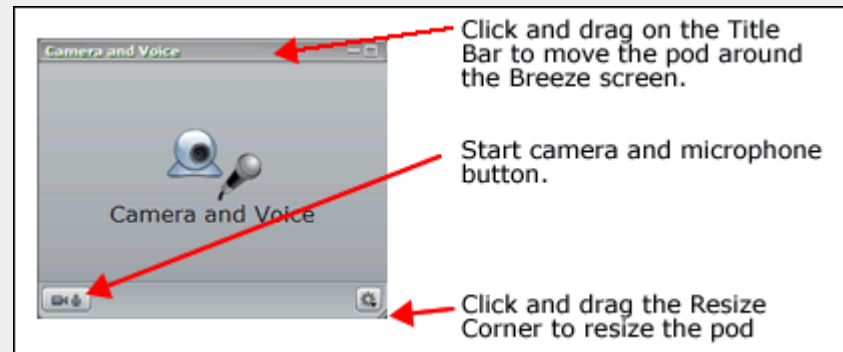 Camera and Voice
Click and drag on the Title
Bar to move the pod around
the Breeze screen.
Start camera and microphone
button.
Camera and Voice
Click and drag the Resize
Corner to resize the pod